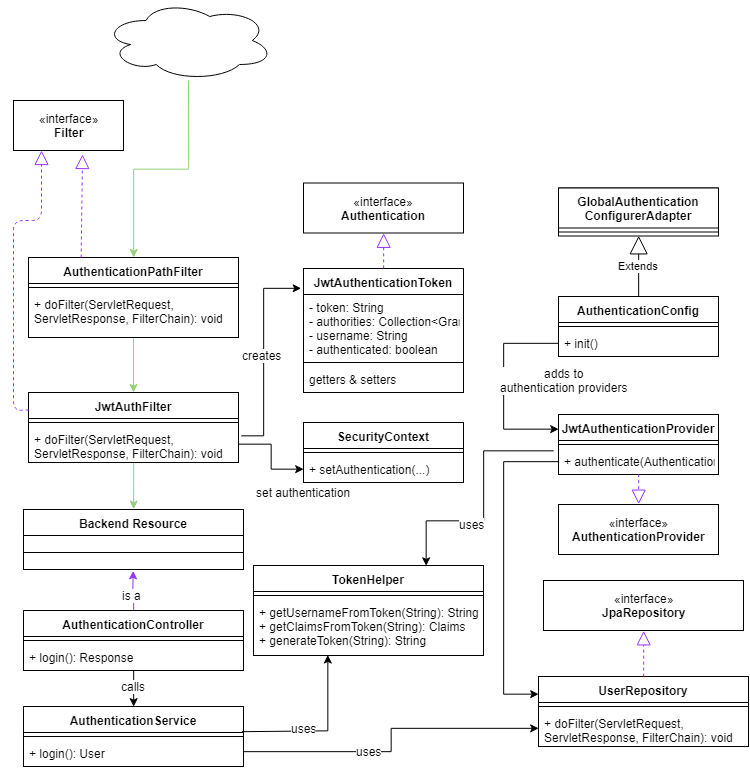 «interface»
Filter
«interface»
Authentication
GlobalAuthentication
ConfigurerAdapter
Extends
AuthenticationPathFilter
+ doFilter(ServletRequest,
ServletResponse, FilterChain): void
JwtAuthenticationToken
- token: String
- authorities: Collection<Gra
- username: String
- authenticated: boolean
getters & setters
AuthenticationConfig
+ init()
creates
adds to
authentication providers
JwtAuthFilter
+ doFilter(ServletRequest,
ServletResponse, FilterChain): void
SecurityContext
+ setAuthentication(...)
set authentication
JwtAuthenticationProvider
+ authenticate(Authentication
«interface»
AuthenticationProvider
uses
Backend Resource
is a
TokenHelper
+ getUsernameFromToken(String): String
+ getClaimsFromToken(String): Claims
+ generateToken(String): String
«interface»
JpaRepository
AuthenticationController
+ login(): Response
calls
AuthenticationService
+ login(): User
uses
uses
UserRepository
+ doFilter(ServletRequest,
ServletResponse, FilterChain): void